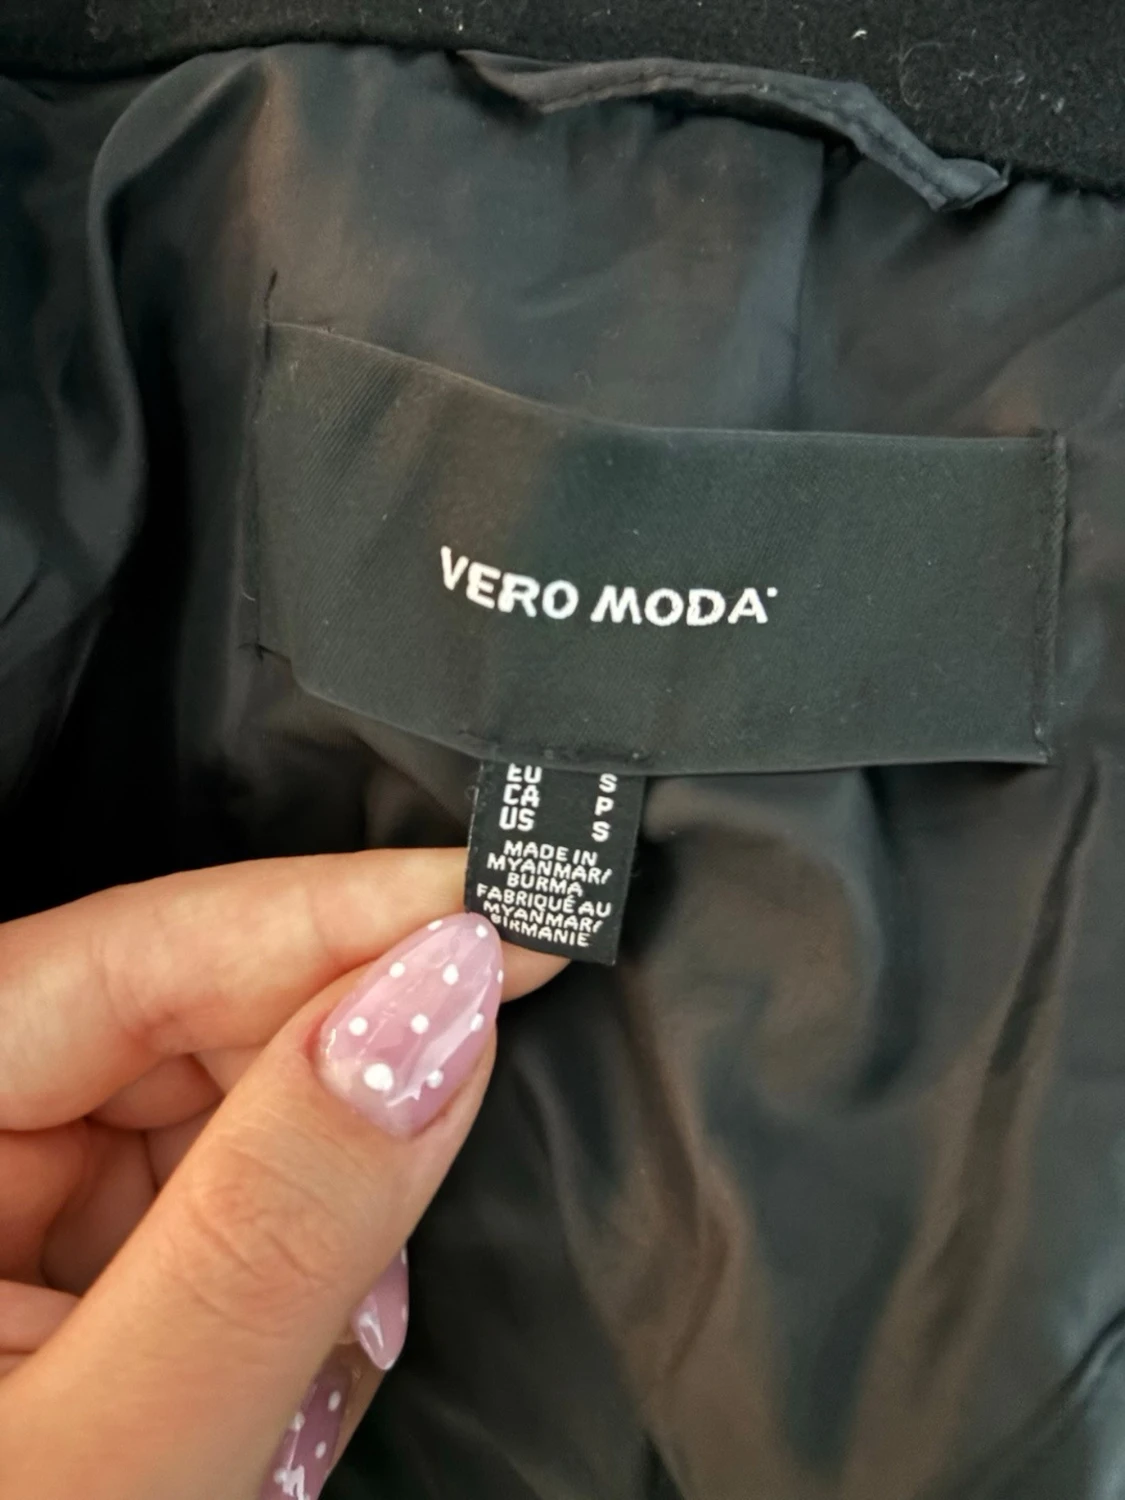 VERO MODA
EU S
CA P
US S
MADE IN
MYANMAR/
BURMA
FABRIQUÉ AU
MYANMAR/
BIRMANIE